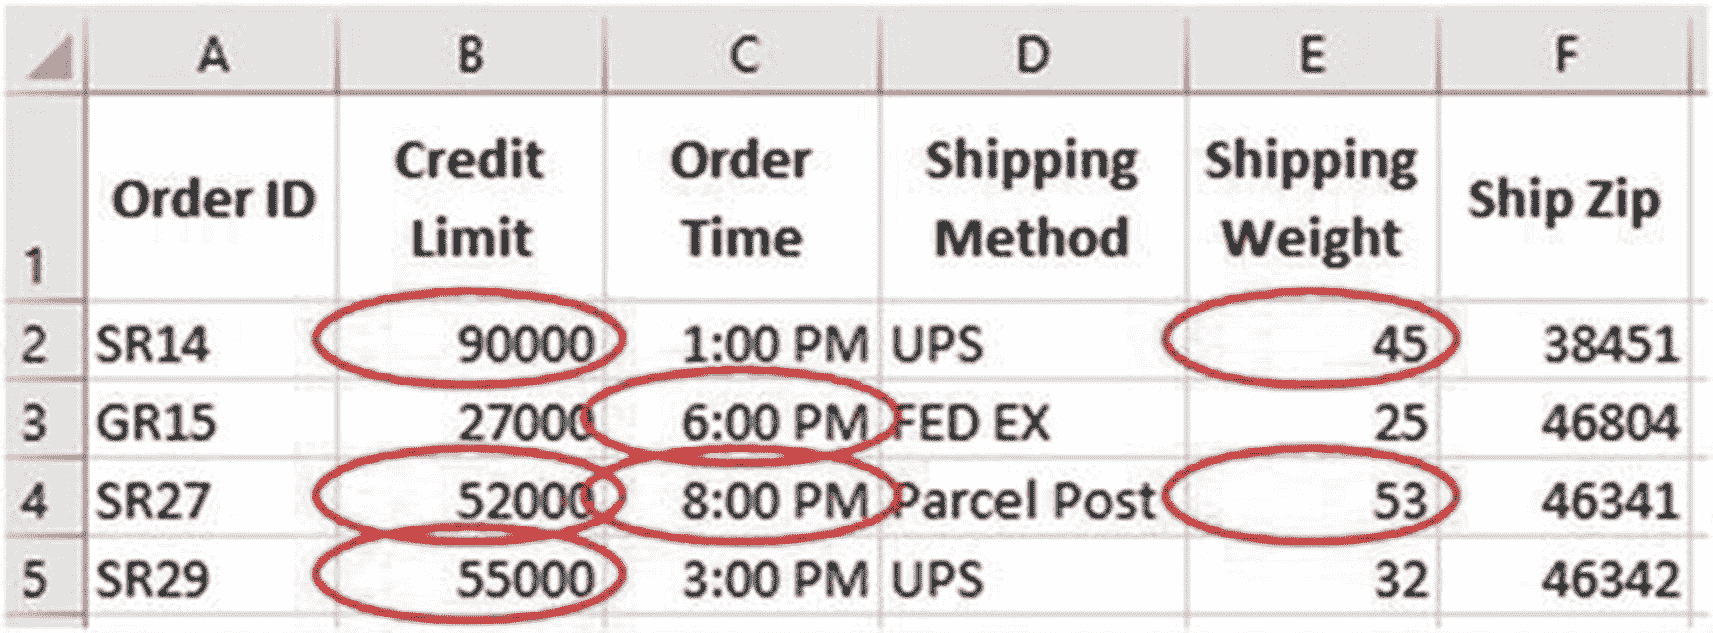 A B C D E F
1 Order ID Credit Limit Order Time Shipping Method Shipping Weight Ship Zip
2 SR14 90000 1:00 PM UPS 45 38451
3 GR15 27000 6:00 PM FED EX 25 46804
4 SR27 52000 8:00 PM Parcel Post 53 46341
5 SR29 55000 3:00 PM UPS 32 46342